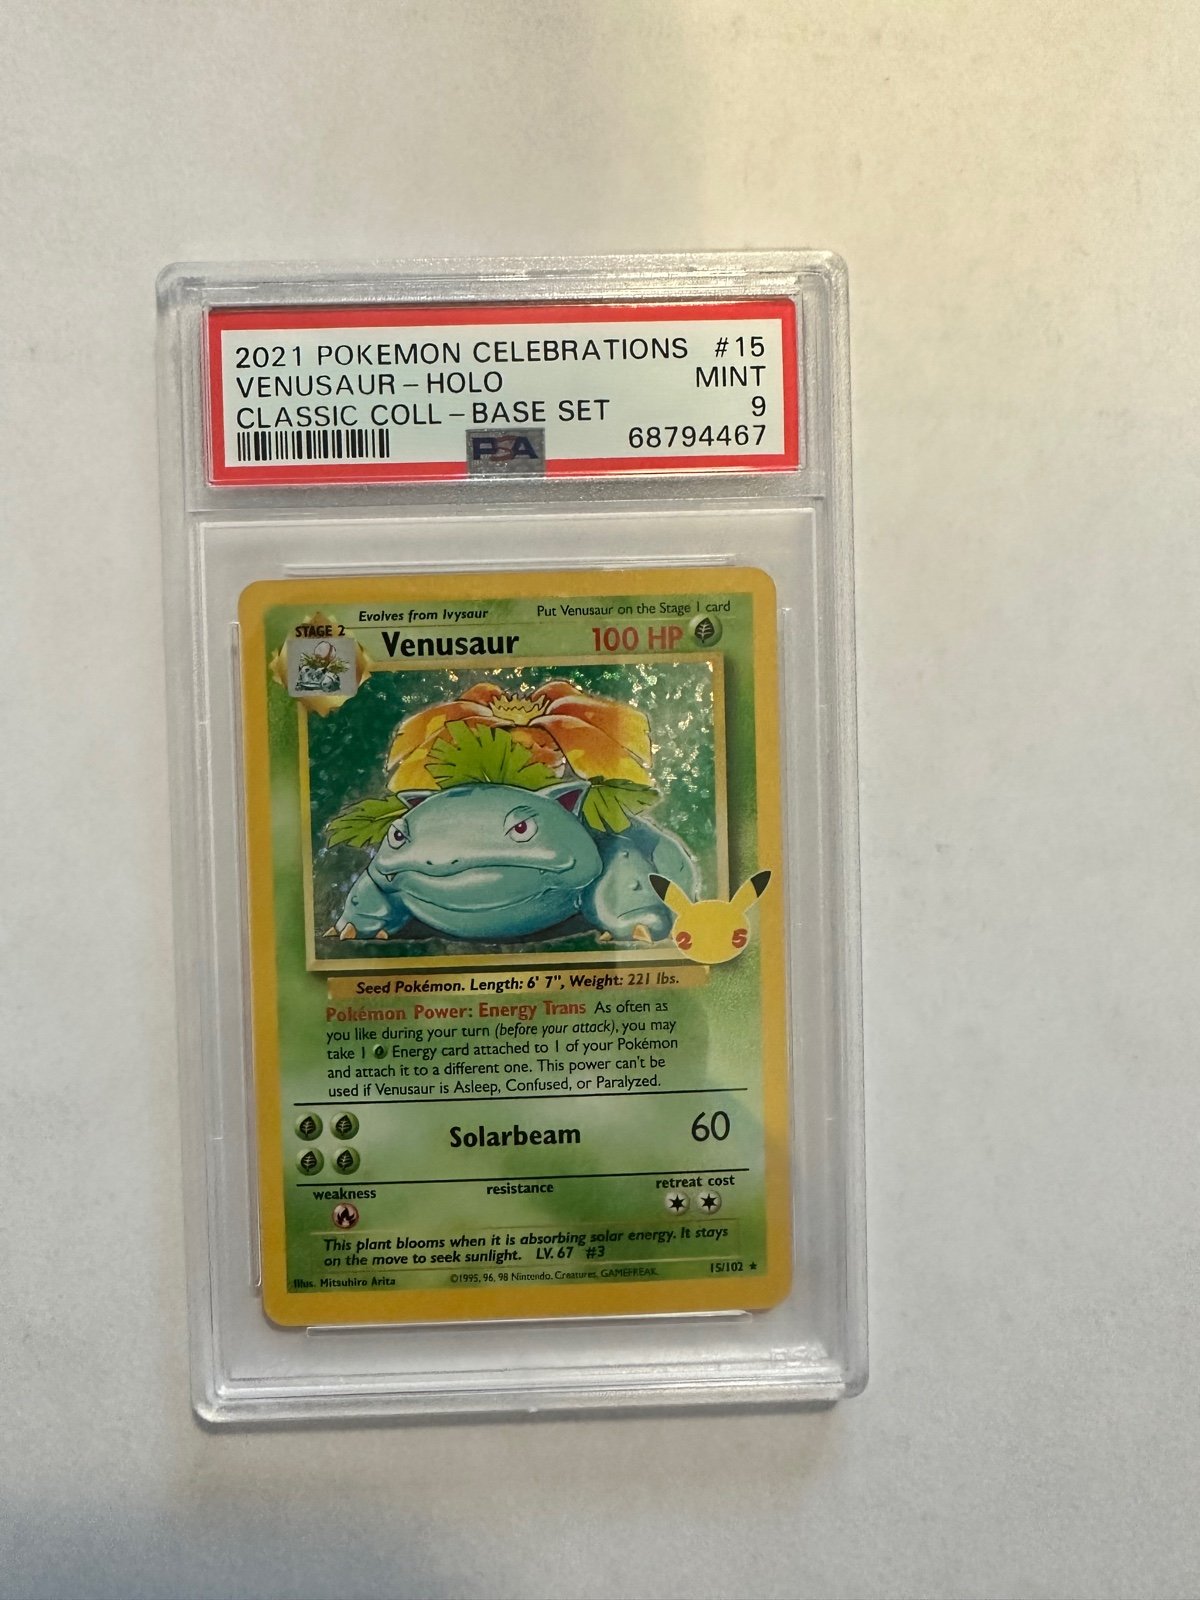 2021 POKEMON CELEBRATIONS #15
VENUSAUR - HOLO MINT
CLASSIC COLL - BASE SET 9
PSA 68794467
Evolves from Ivysaur Put Venusaur on the Stage 1 card
STAGE 2
Venusaur 100 HP
25
Seed Pokémon. Length: 6' 7", Weight: 221 lbs.
Pokémon Power: Energy Trans As often as
you like during your turn (before your attack), you may
take 1 Energy card attached to 1 of your Pokémon
and attach it to a different one. This power can't be
used if Venusaur is Asleep, Confused, or Paralyzed.
Solarbeam 60
weakness resistance retreat cost
This plant blooms when it is absorbing solar energy. It stays
on the move to seek sunlight. LV. 67 #3
Illus. Mitsuhiro Arita ©1995, 96, 98 Nintendo, Creatures, GAMEFREAK. 15/102 ★